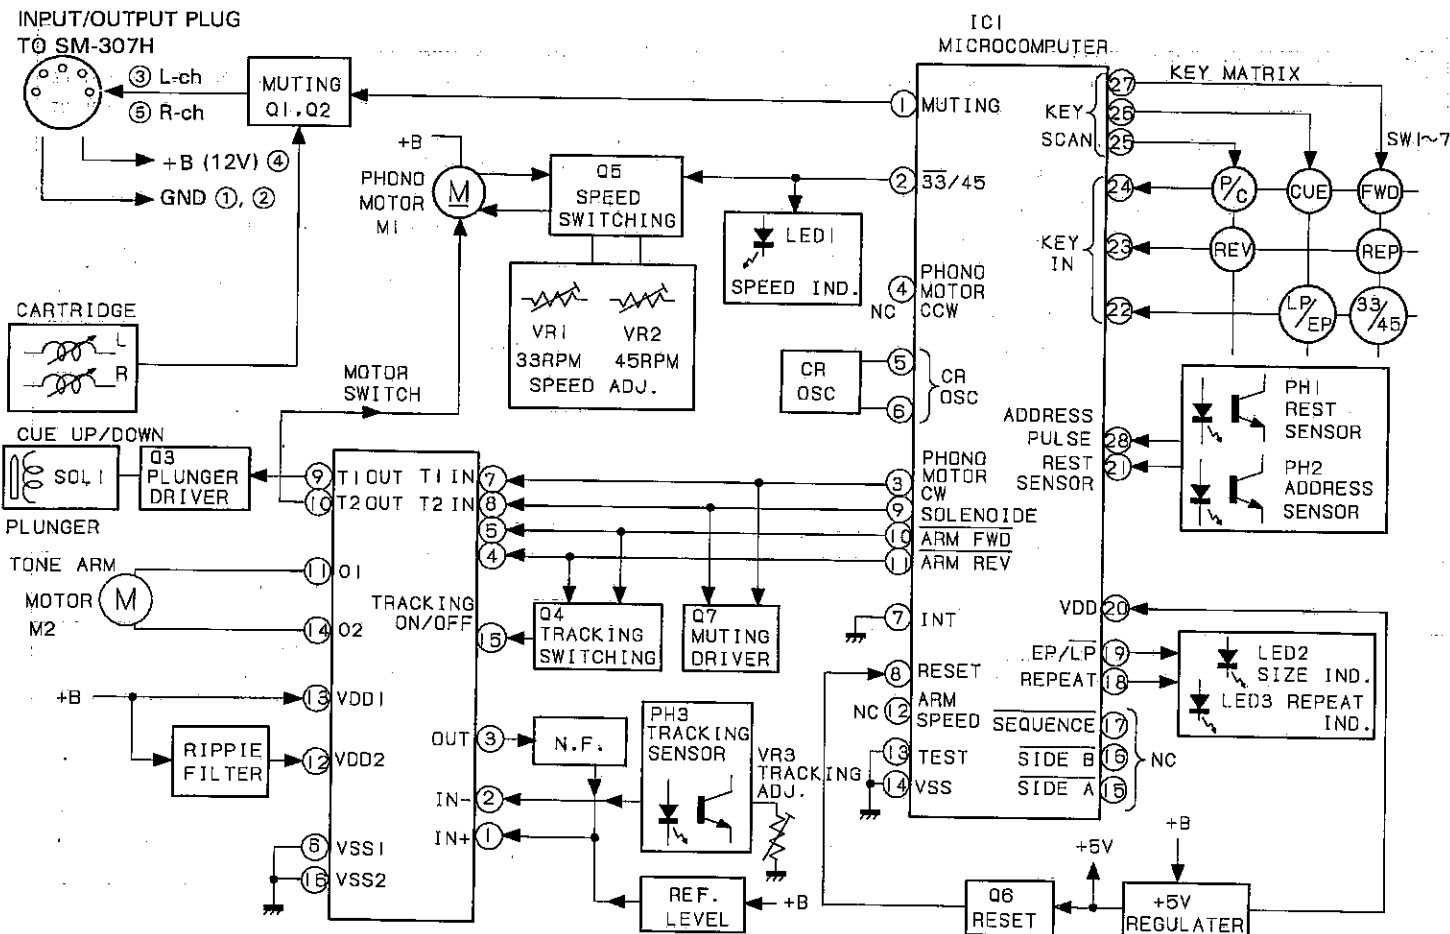 INPUT/OUTPUT PLUG
TO SM-307H
③ L-ch
⑤ R-ch
+B (12V) ④
GND ①, ②
MUTING
Q1,Q2
+B
PHONO
MOTOR
M1
M
Q5
SPEED
SWITCHING
VR1
33RPM
VR2
45RPM
SPEED ADJ.
LED1
SPEED IND.
CARTRIDGE
L
R
MOTOR
SWITCH
CUE UP/DOWN
SOL1
PLUNGER
Q3
PLUNGER
DRIVER
TONE ARM
MOTOR
M2
M
+B
RIPPIE
FILTER
9 T1OUT
10 T2OUT
11 O1
14 O2
13 VDD1
12 VDD2
6 VSS1
16 VSS2
T1IN 7
T2IN 8
5
4
TRACKING
ON/OFF
15
OUT 3
IN- 2
IN+ 1
Q4
TRACKING
SWITCHING
Q7
MUTING
DRIVER
N.F.
PH3
TRACKING
SENSOR
VR3
TRACKING
ADJ.
REF.
LEVEL
+B
IC1
MICROCOMPUTER
1 MUTING
2 33/45
4 PHONO
MOTOR
CCW
NC
CR
OSC
5
6
CR
OSC
3 PHONO
MOTOR
CW
9 SOLENOIDE
10 ARM FWD
11 ARM REV
7 INT
8 RESET
NC 12 ARM
SPEED
13 TEST
14 VSS
KEY
SCAN
27
26
25
KEY
IN
24
23
22
KEY MATRIX
SW1~7
P/C
CUE
FWD
REV
REP
LP/EP
33/45
ADDRESS
PULSE 28
REST
SENSOR 21
PH1
REST
SENSOR
PH2
ADDRESS
SENSOR
VDD 20
EP/LP 19
REPEAT 18
SEQUENCE 17
SIDE B 16
SIDE A 15
NC
LED2
SIZE IND.
LED3 REPEAT
IND.
+B
+5V
Q6
RESET
+5V
REGULATER